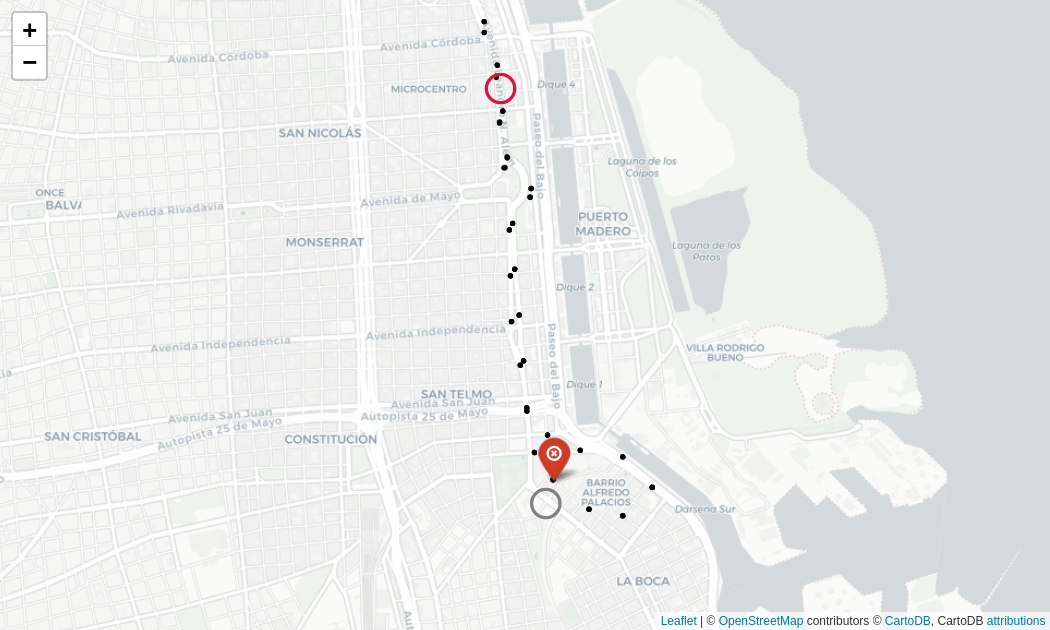 +
−
Avenida Córdoba
Avenida Córdoba
MICROCENTRO
Dique 4
SAN NICOLÁS
Paseo del Bajo
Laguna de los
Coipos
ONCE
BALVA
Avenida Rivadavia
Avenida de Mayo
PUERTO
MADERO
MONSERRAT
Laguna de los
Patos
Dique 2
Avenida Independencia
Avenida Independencia
Paseo del Bajo
VILLA RODRIGO
BUENO
Dique 1
SAN TELMO
Avenida San Juan
Avenida San Juan
Autopista 25 de Mayo
Autopista 25 de Mayo
SAN CRISTÓBAL
CONSTITUCIÓN
BARRIO
ALFREDO
PALACIOS
Dársena Sur
LA BOCA
Leaflet | © OpenStreetMap contributors © CartoDB, CartoDB attributions